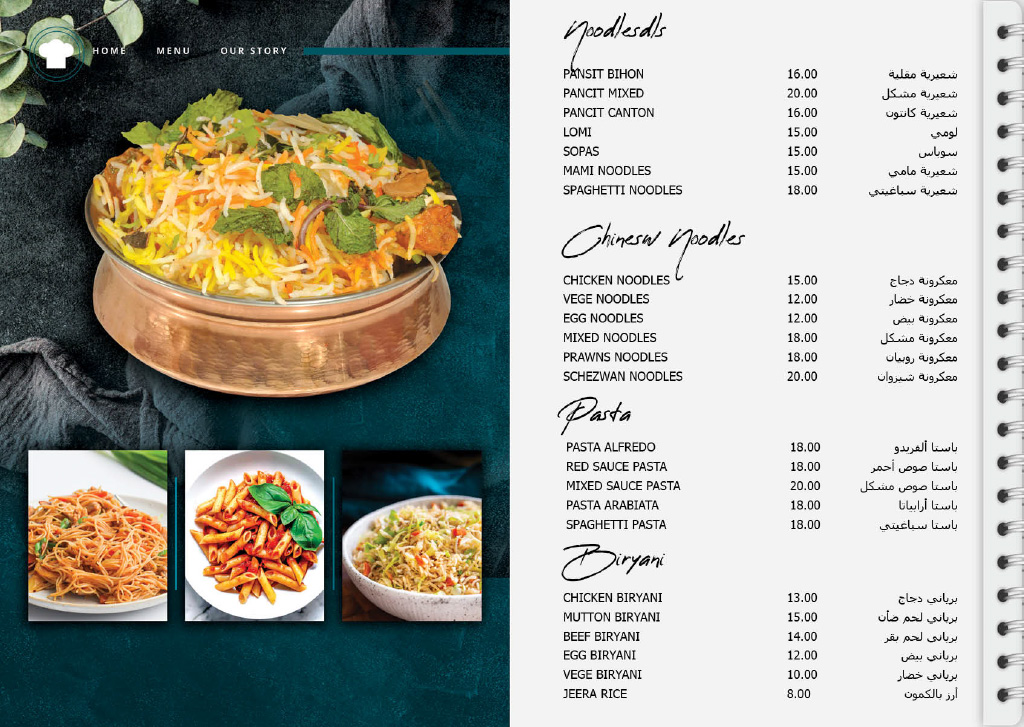 HOME MENU OUR STORY
Noodlesdls
PANSIT BIHON 16.00 شعيرية مقلية
PANCIT MIXED 20.00 شعيرية مشكل
PANCIT CANTON 16.00 شعيرية كانتون
LOMI 15.00 لومي
SOPAS 15.00 سوباس
MAMI NOODLES 15.00 شعيرية مامي
SPAGHETTI NOODLES 18.00 شعيرية سباغيتي
Chinesw Noodles
CHICKEN NOODLES 15.00 معكرونة دجاج
VEGE NOODLES 12.00 معكرونة خضار
EGG NOODLES 12.00 معكرونة بيض
MIXED NOODLES 18.00 معكرونة مشكل
PRAWNS NOODLES 18.00 معكرونة روبيان
SCHEZWAN NOODLES 20.00 معكرونة شيزوان
Pasta
PASTA ALFREDO 18.00 باستا ألفريدو
RED SAUCE PASTA 18.00 باستا صوص أحمر
MIXED SAUCE PASTA 20.00 باستا صوص مشكل
PASTA ARABIATA 18.00 باستا أرابياتا
SPAGHETTI PASTA 18.00 باستا سباغيتي
Biryani
CHICKEN BIRYANI 13.00 برياني دجاج
MUTTON BIRYANI 15.00 برياني لحم ضأن
BEEF BIRYANI 14.00 برياني لحم بقر
EGG BIRYANI 12.00 برياني بيض
VEGE BIRYANI 10.00 برياني خضار
JEERA RICE 8.00 أرز بالكمون